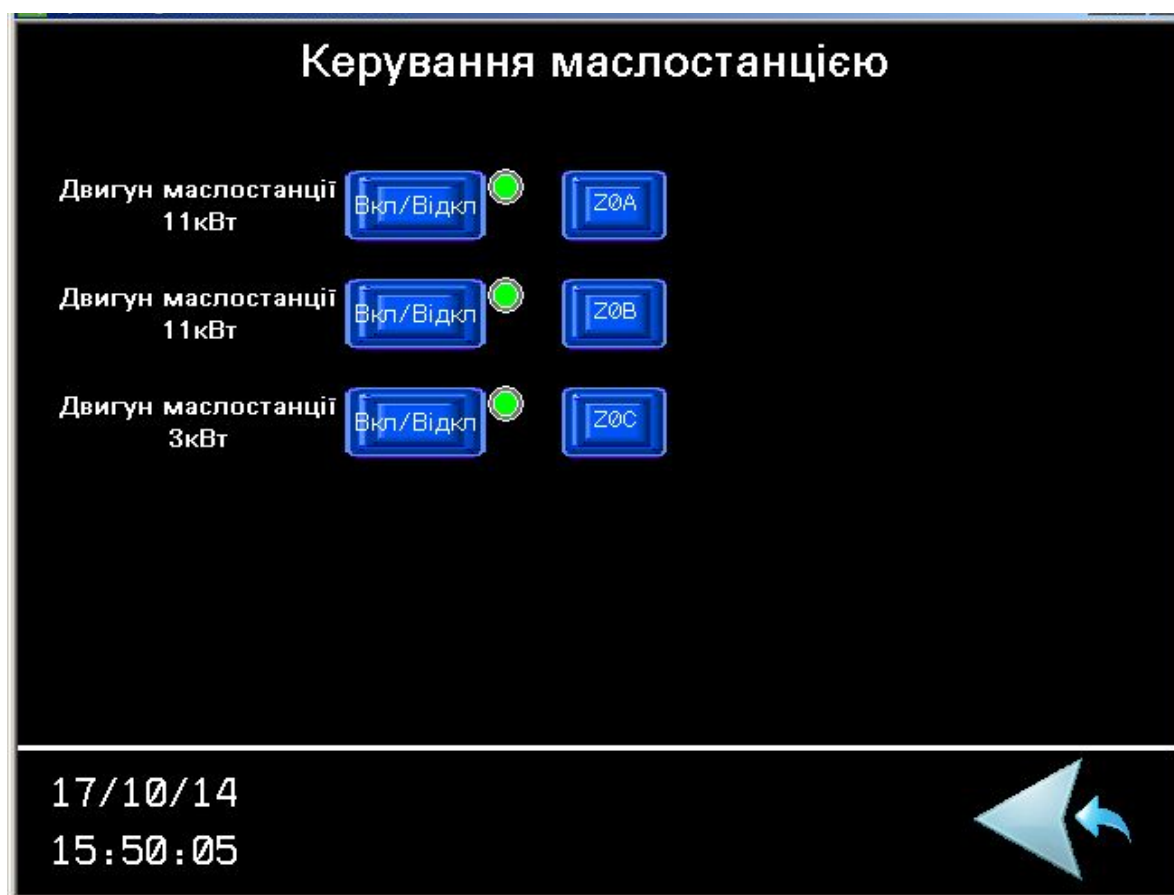 Керування маслостанцією
Двигун маслостанції
11кВт
Вкл/Відкл
Z0A
Двигун маслостанції
11кВт
Вкл/Відкл
Z0B
Двигун маслостанції
3кВт
Вкл/Відкл
Z0C
17/10/14
15:50:05